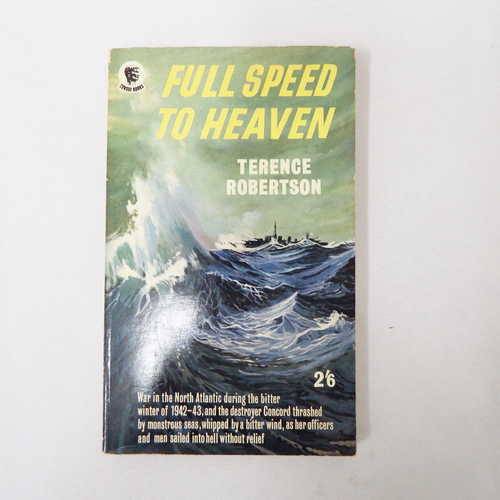 CONSUL BOOKS
FULL SPEED
TO HEAVEN
TERENCE
ROBERTSON
2'6
War in the North Atlantic during the bitter
winter of 1942-43, and the destroyer Concord thrashed
by monstrous seas, whipped by a bitter wind, as her officers
and men sailed into hell without relief